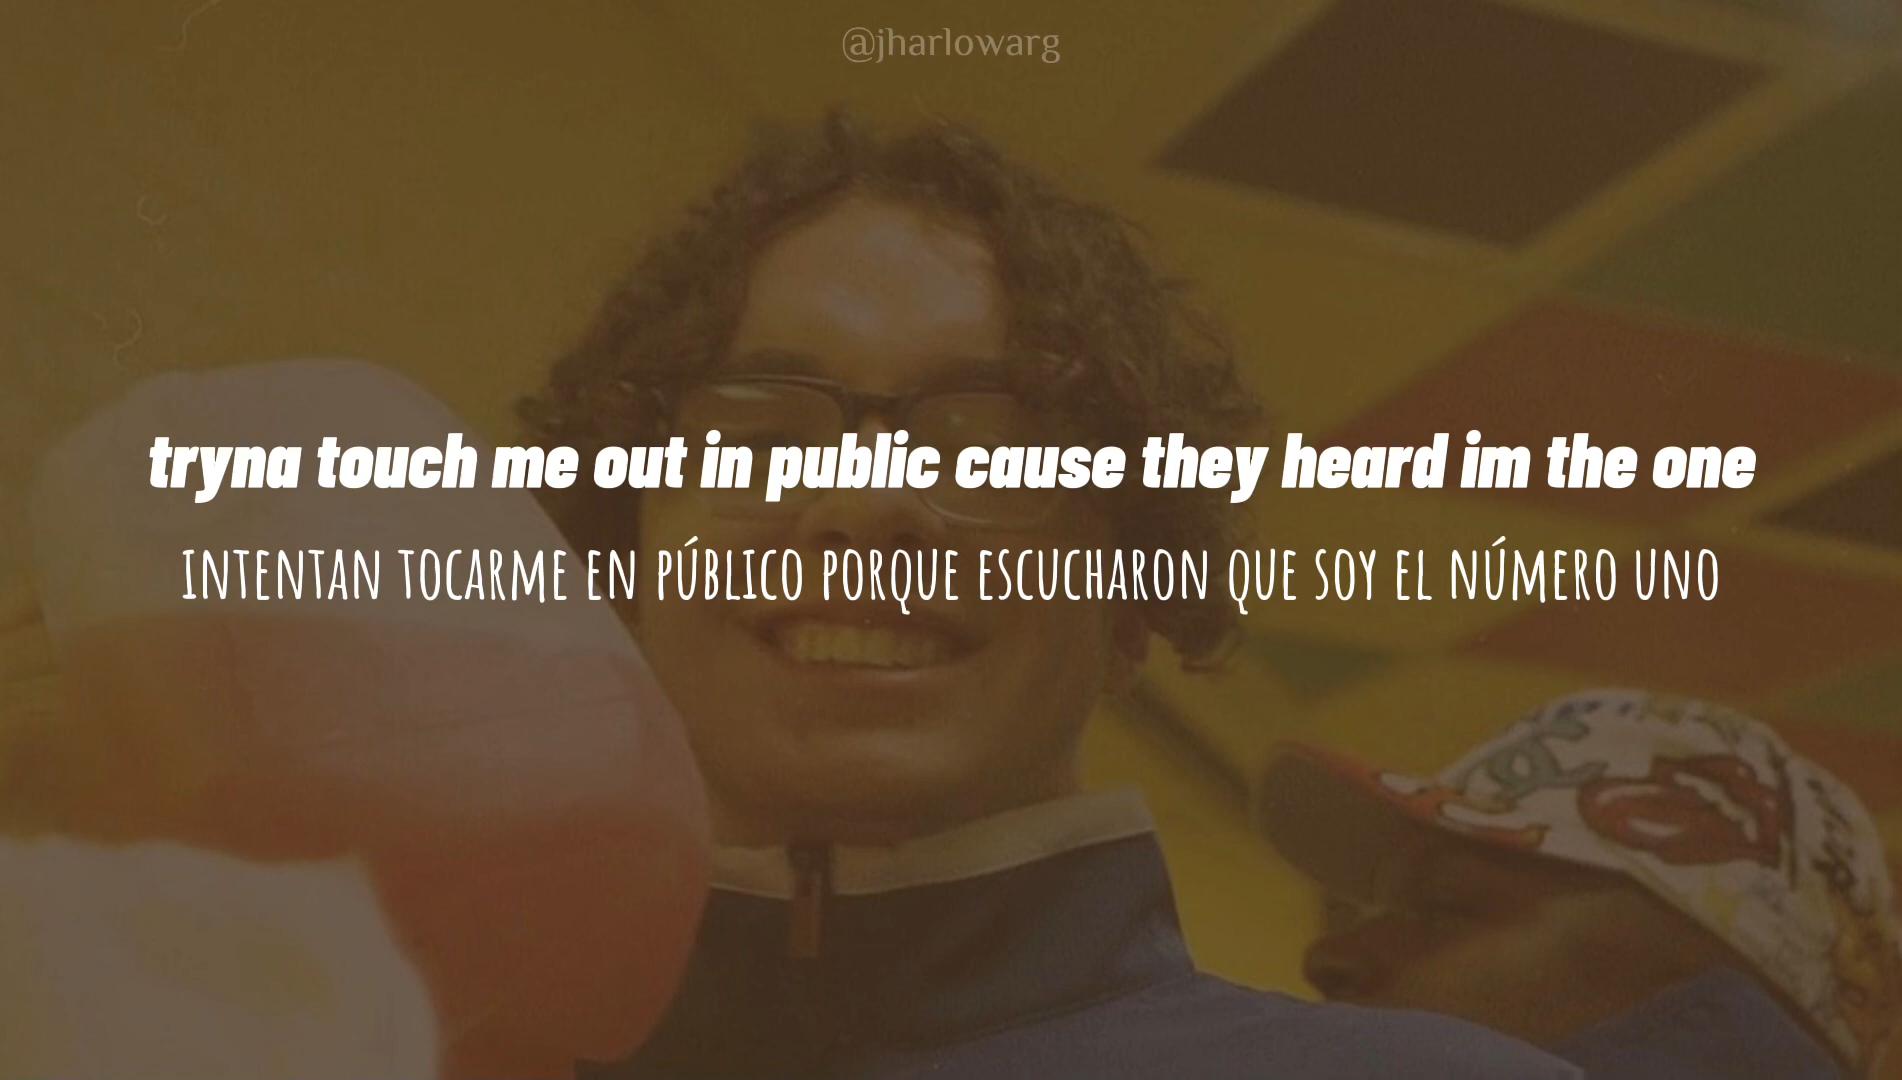 @jharlowarg
tryna touch me out in public cause they heard im the one
INTENTAN TOCARME EN PÚBLICO PORQUE ESCUCHARON QUE SOY EL NÚMERO UNO